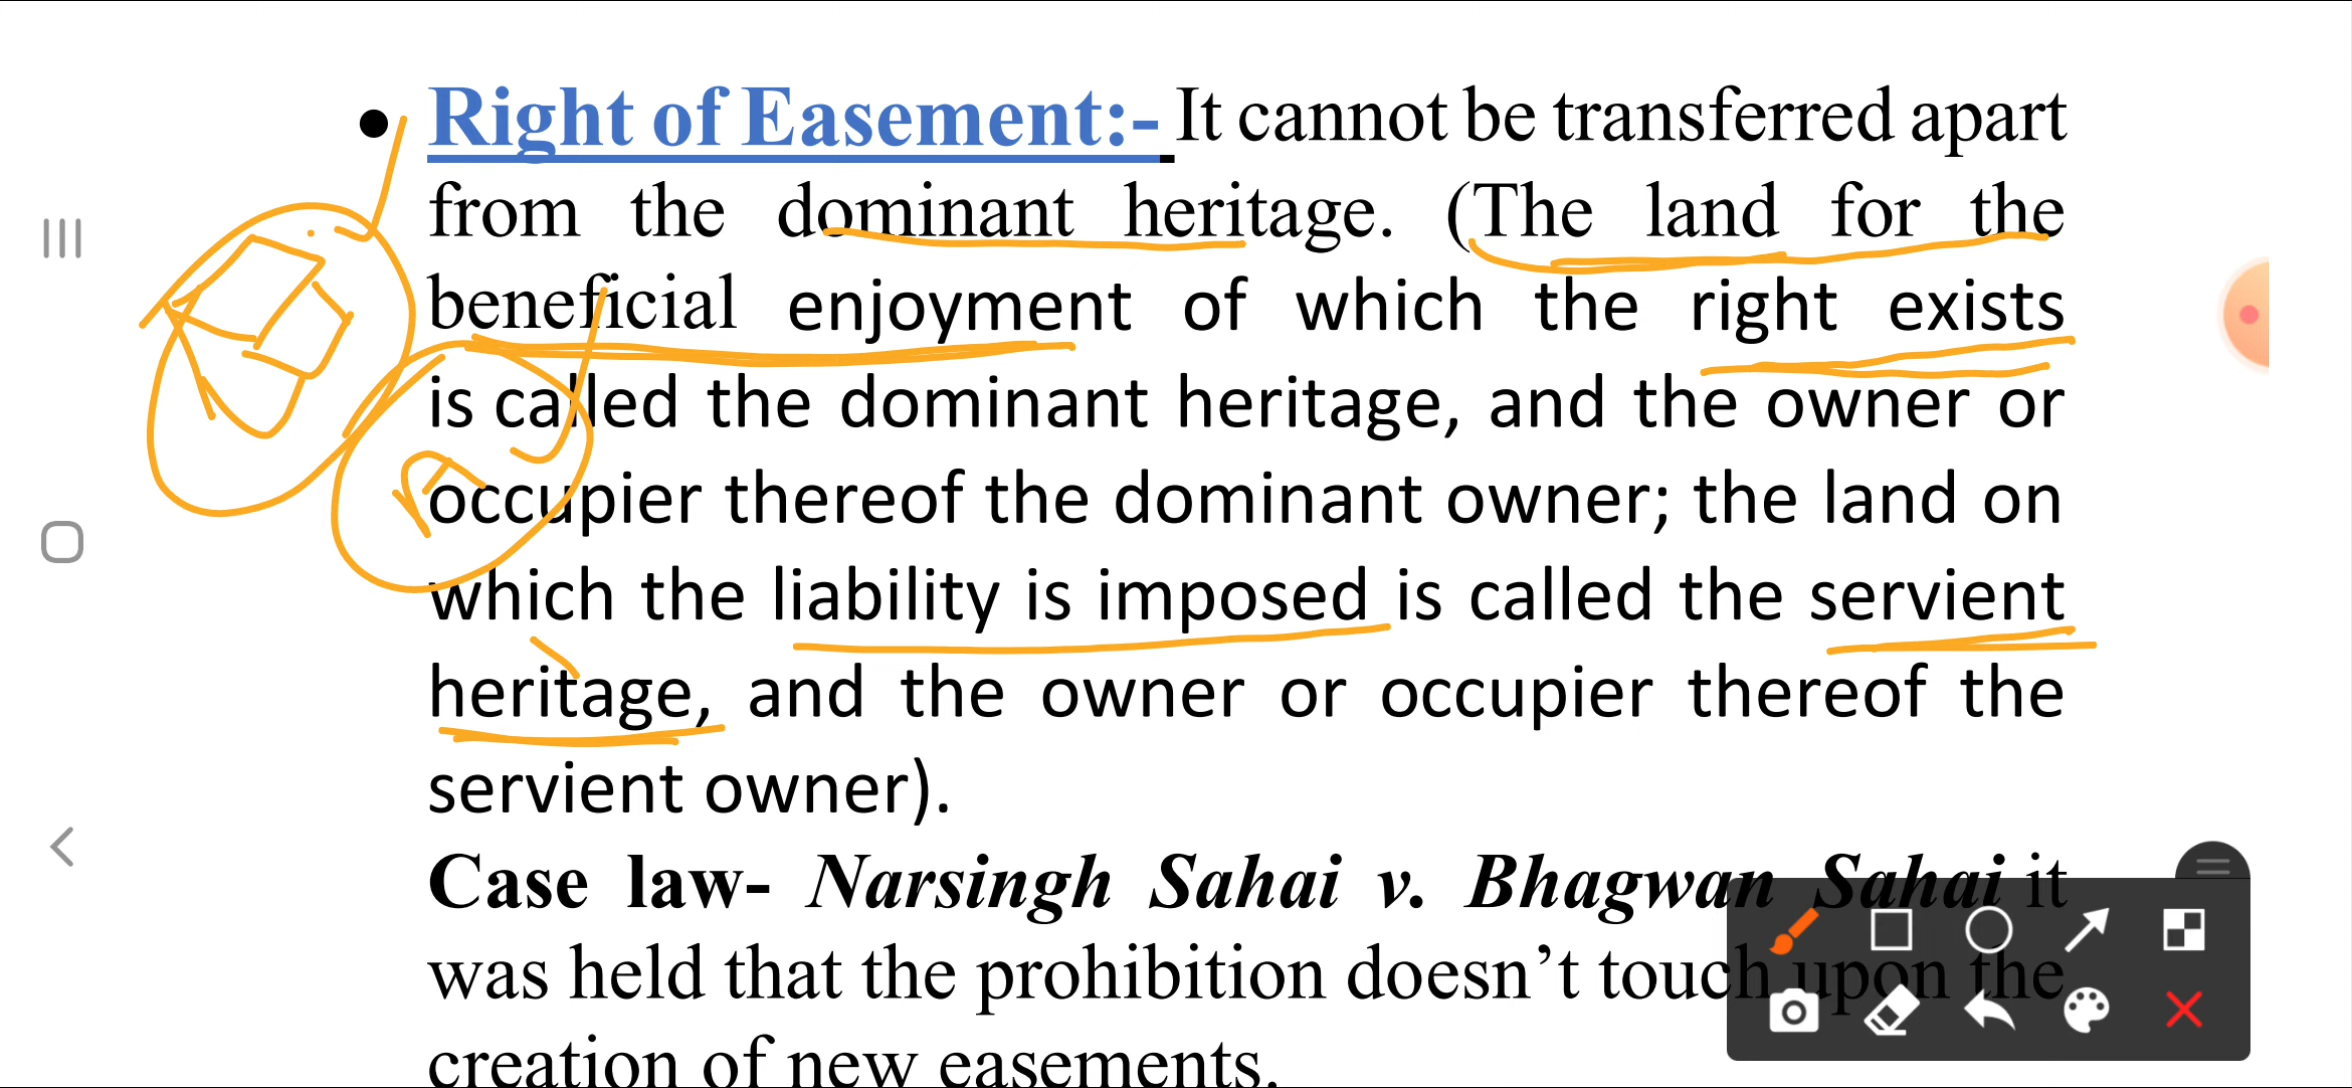 • Right of Easement:- It cannot be transferred apart
from the dominant heritage. (The land for the
beneficial enjoyment of which the right exists
is called the dominant heritage, and the owner or
occupier thereof the dominant owner; the land on
which the liability is imposed is called the servient
heritage, and the owner or occupier thereof the
servient owner).
Case law- Narsingh Sahai v. Bhagwan Sahai it
was held that the prohibition doesn’t touch upon the
creation of new easements.